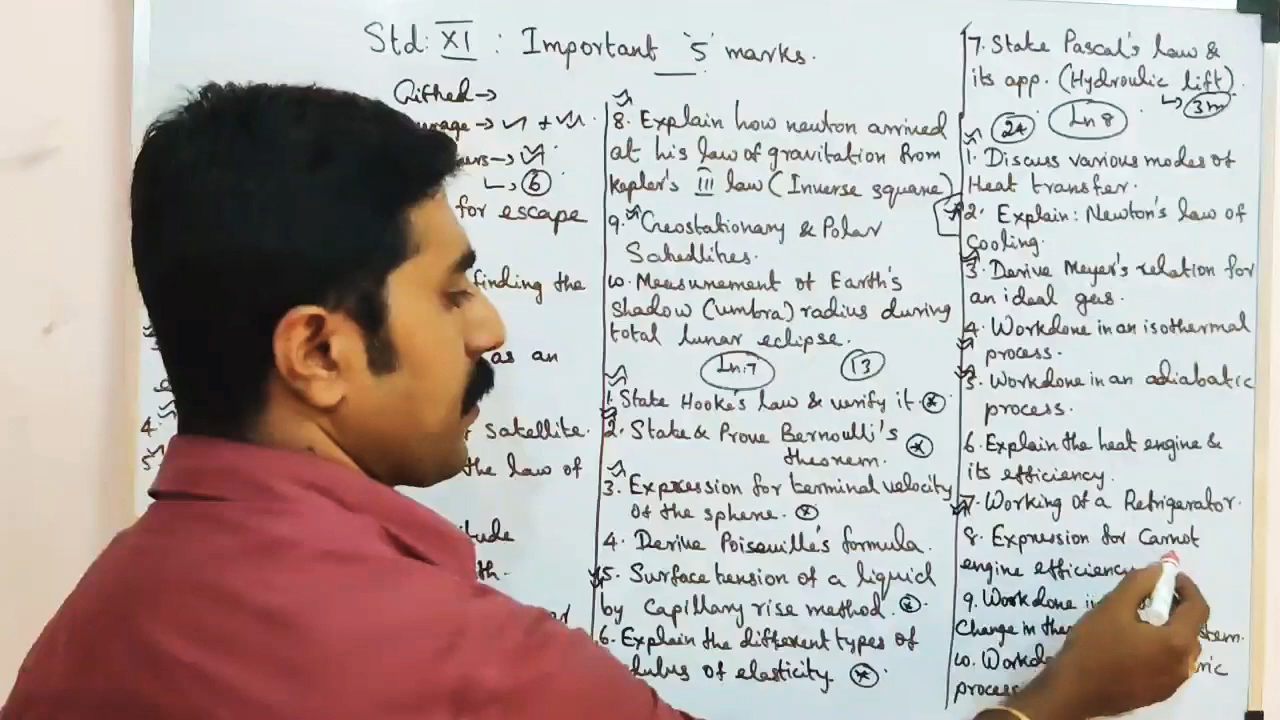 Std: XI : Important '5' marks.
Gifted →
→ + .
→
↳ 6
for escape
finding the
as an
4. satellite.
5 the law of
8. Explain how newton arrived
at his law of gravitation from
kepler's III law (Inverse square)
9. Geostationary & Polar
Satellites.
10. Measurement of Earth's
shadow (umbra) radius during
total lunar eclipse.
Ln:7 13
1. State Hooke's law & verify it.
2. State & Prove Bernoulli's
theorem.
3. Expression for terminal velocity
of the sphere.
4. Derive Poiseuille's formula.
5. Surface tension of a liquid
by Capillary rise method.
6. Explain the different types of
of elasticity.
7. State Pascal's law &
its app. (Hydraulic lift)
↳ 3m
24 Ln 8
1. Discuss various modes of
Heat transfer.
2. Explain: Newton's law of
cooling.
3. Derive Meyer's relation for
an ideal gas.
4. Workdone in an isothermal
process.
5. Workdone in an adiabatic
process.
6. Explain the heat engine &
its efficiency.
7. Working of a Refrigerator.
8. Expression for Carnot
engine efficiency
9. Workdone
Change in
10.